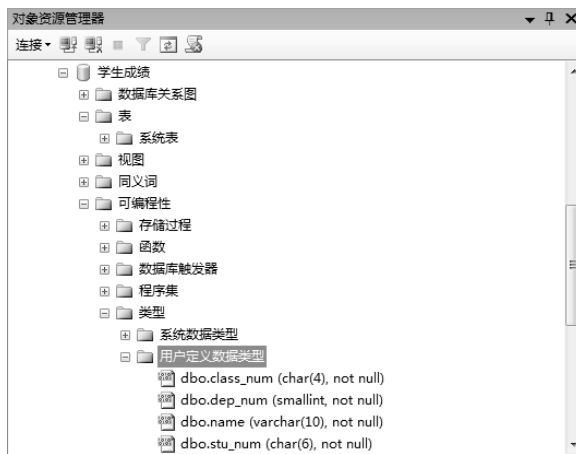 对象资源管理器
连接
学生成绩
数据库关系图
表
系统表
视图
同义词
可编程性
存储过程
函数
数据库触发器
程序集
类型
系统数据类型
用户定义数据类型
dbo.class_num (char(4), not null)
dbo.dep_num (smallint, not null)
dbo.name (varchar(10), not null)
dbo.stu_num (char(6), not null)